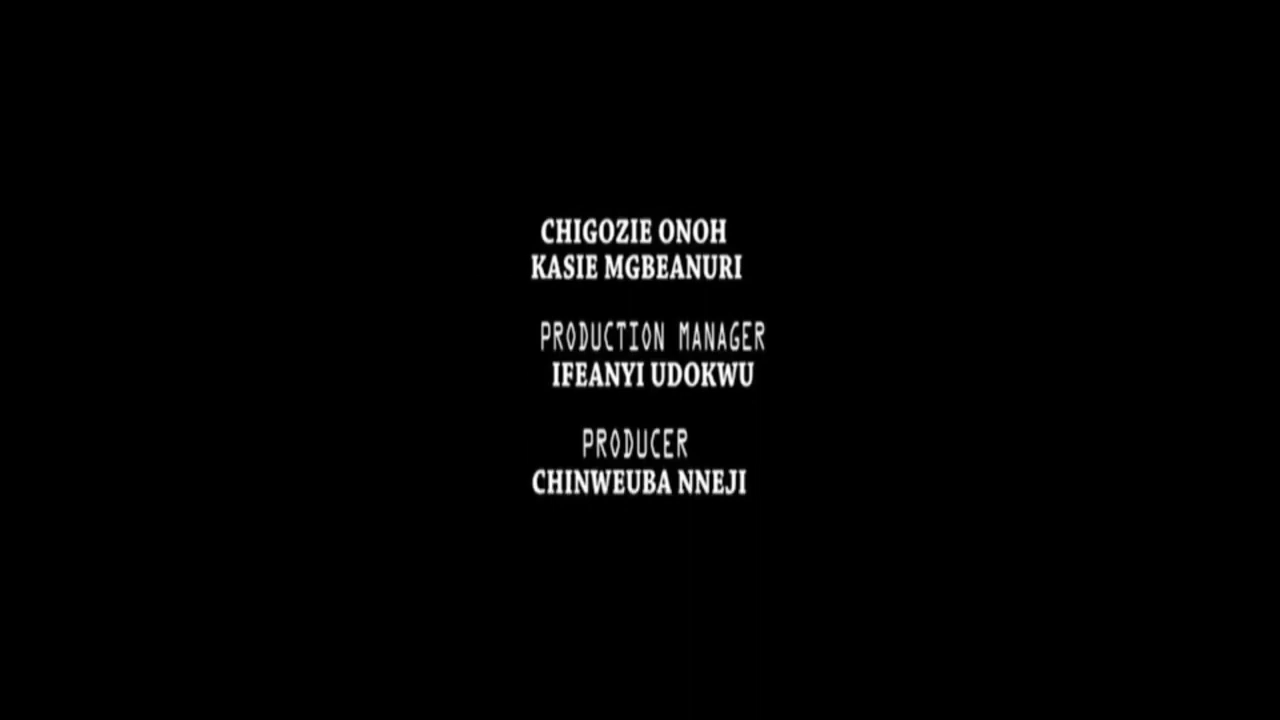 CHIGOZIE ONOH
KASIE MGBEANURI
PRODUCTION MANAGER
IFEANYI UDOKWU
PRODUCER
CHINWEUBA NNEJI